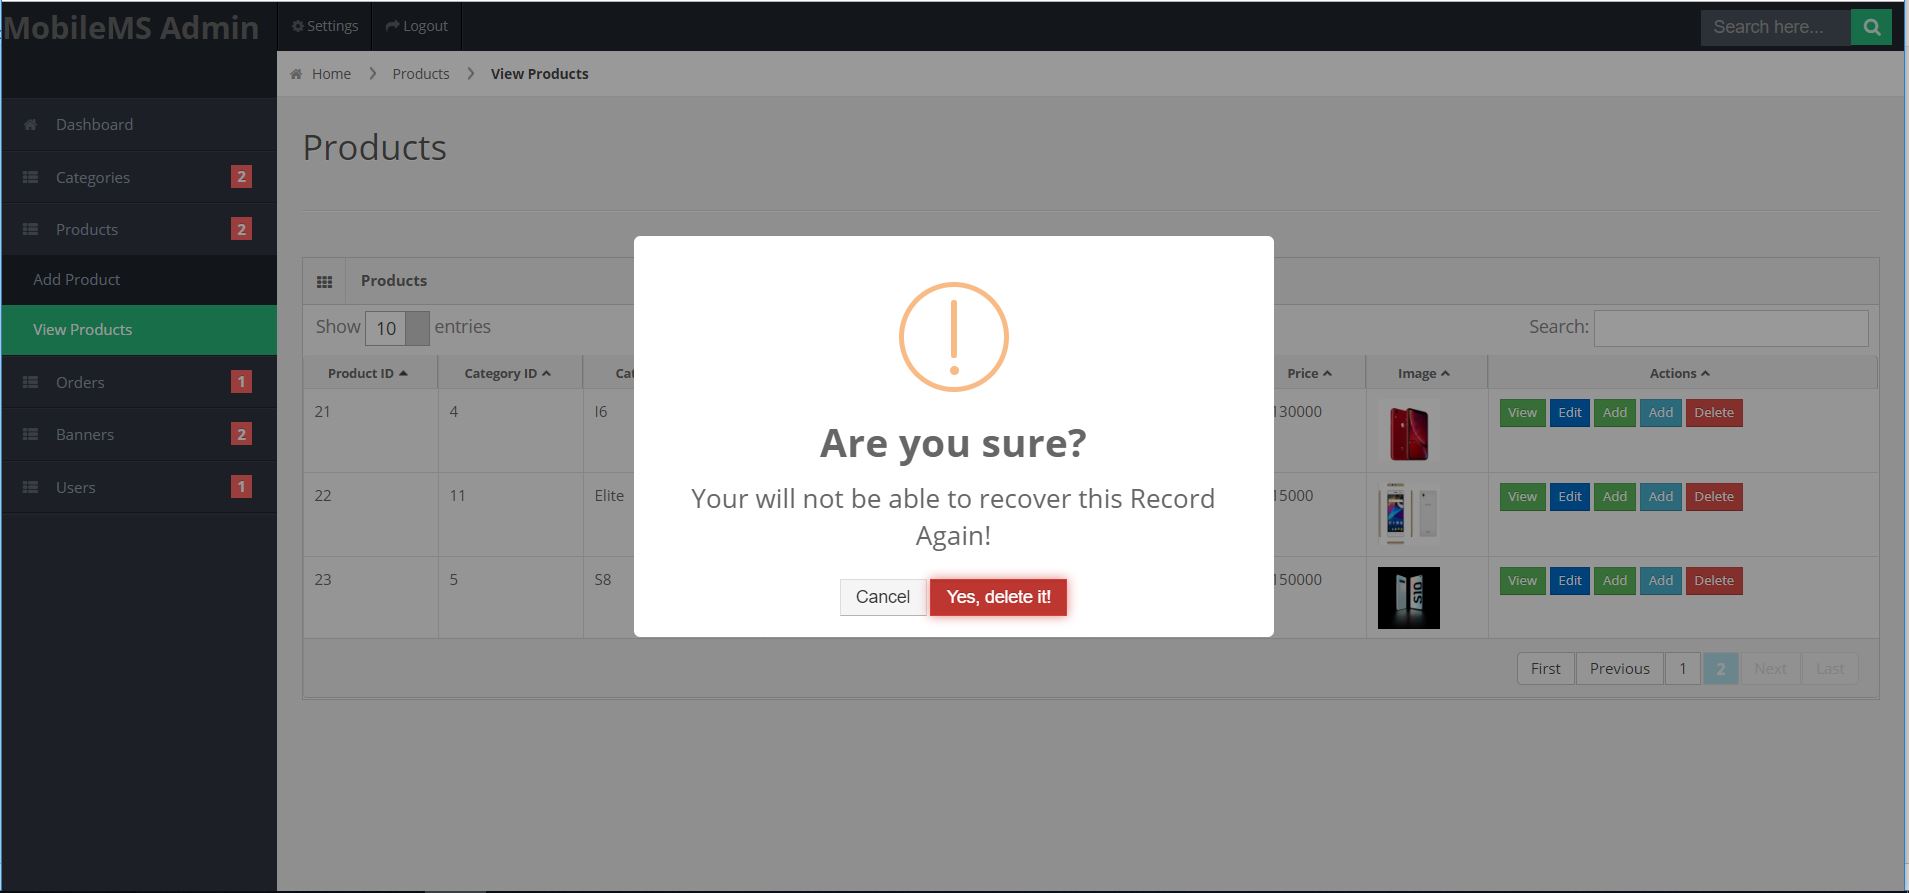 MobileMS Admin
Settings
Logout
Search here...
Home
Products
View Products
Dashboard
Categories 2
Products 2
Add Product
View Products
Orders 1
Banners 2
Users 1
Products
Products
Show 10 entries
Search:
Product ID
Category ID
Cat
Price
Image
Actions
21 4 I6 130000 View Edit Add Add Delete
22 11 Elite 15000 View Edit Add Add Delete
23 5 S8 150000 S10 View Edit Add Add Delete
First Previous 1 2 Next Last
Are you sure?
Your will not be able to recover this Record
Again!
Cancel
Yes, delete it!